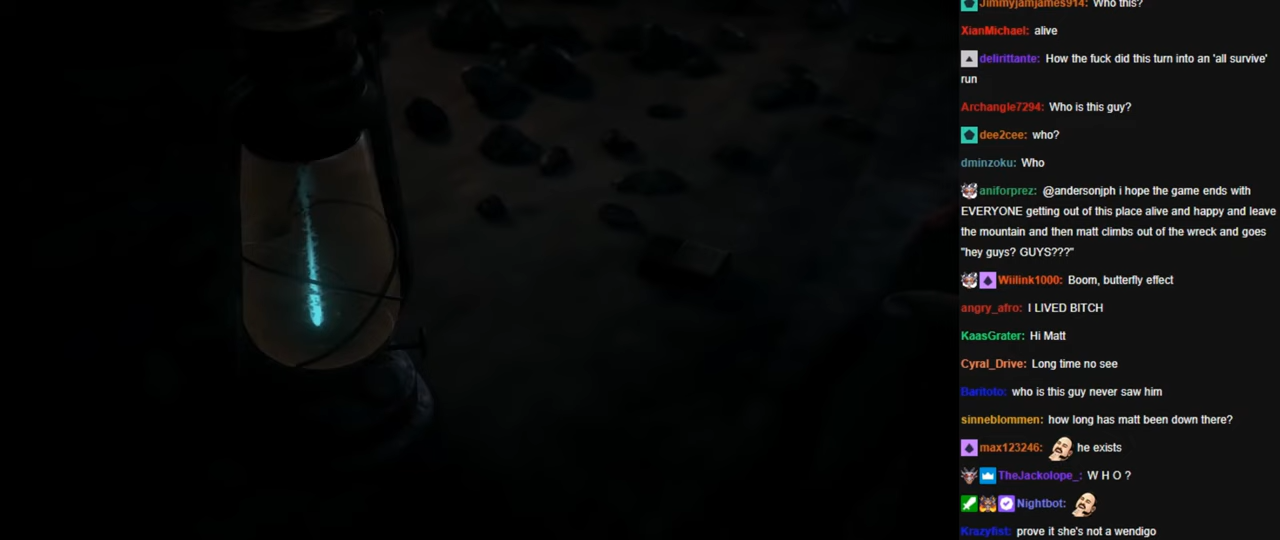 Jimmyjamjames914: Who this?
XianMichael: alive
delirittante: How the fuck did this turn into an 'all survive'
run
Archangle7294: Who is this guy?
dee2cee: who?
dminzoku: Who
aniforprez: @andersonjph i hope the game ends with
EVERYONE getting out of this place alive and happy and leave
the mountain and then matt climbs out of the wreck and goes
"hey guys? GUYS???"
Wiilink1000: Boom, butterfly effect
angry_afro: I LIVED BITCH
KaasGrater: Hi Matt
Cyral_Drive: Long time no see
Baritoto: who is this guy never saw him
sinneblommen: how long has matt been down there?
max123246: he exists
TheJackolope_: W H O ?
Nightbot:
Krazyfist: prove it she's not a wendigo